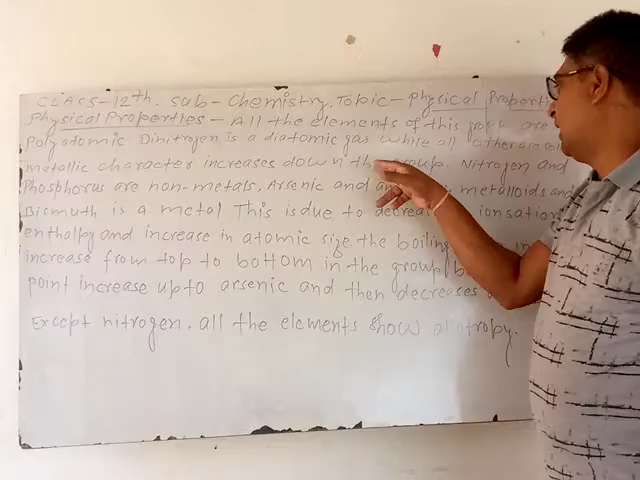 CLASS-12th. Sub- Chemistry. Topic- Physical Properti
Physical Properties - All the elements of this group are
Polyatomic Dinitrogen is a diatomic gas while all others are
metallic character increases down the group. Nitrogen and
Phosphorus are non-metals, Arsenic and metalloids and
Bismuth is a metal This is due to decreas ionsation
enthalpy and increase in atomic size. the boiling in
increase from top to bottom in the group b
point increase upto arsenic and then decreases
Except nitrogen. all the elements show allotropy.